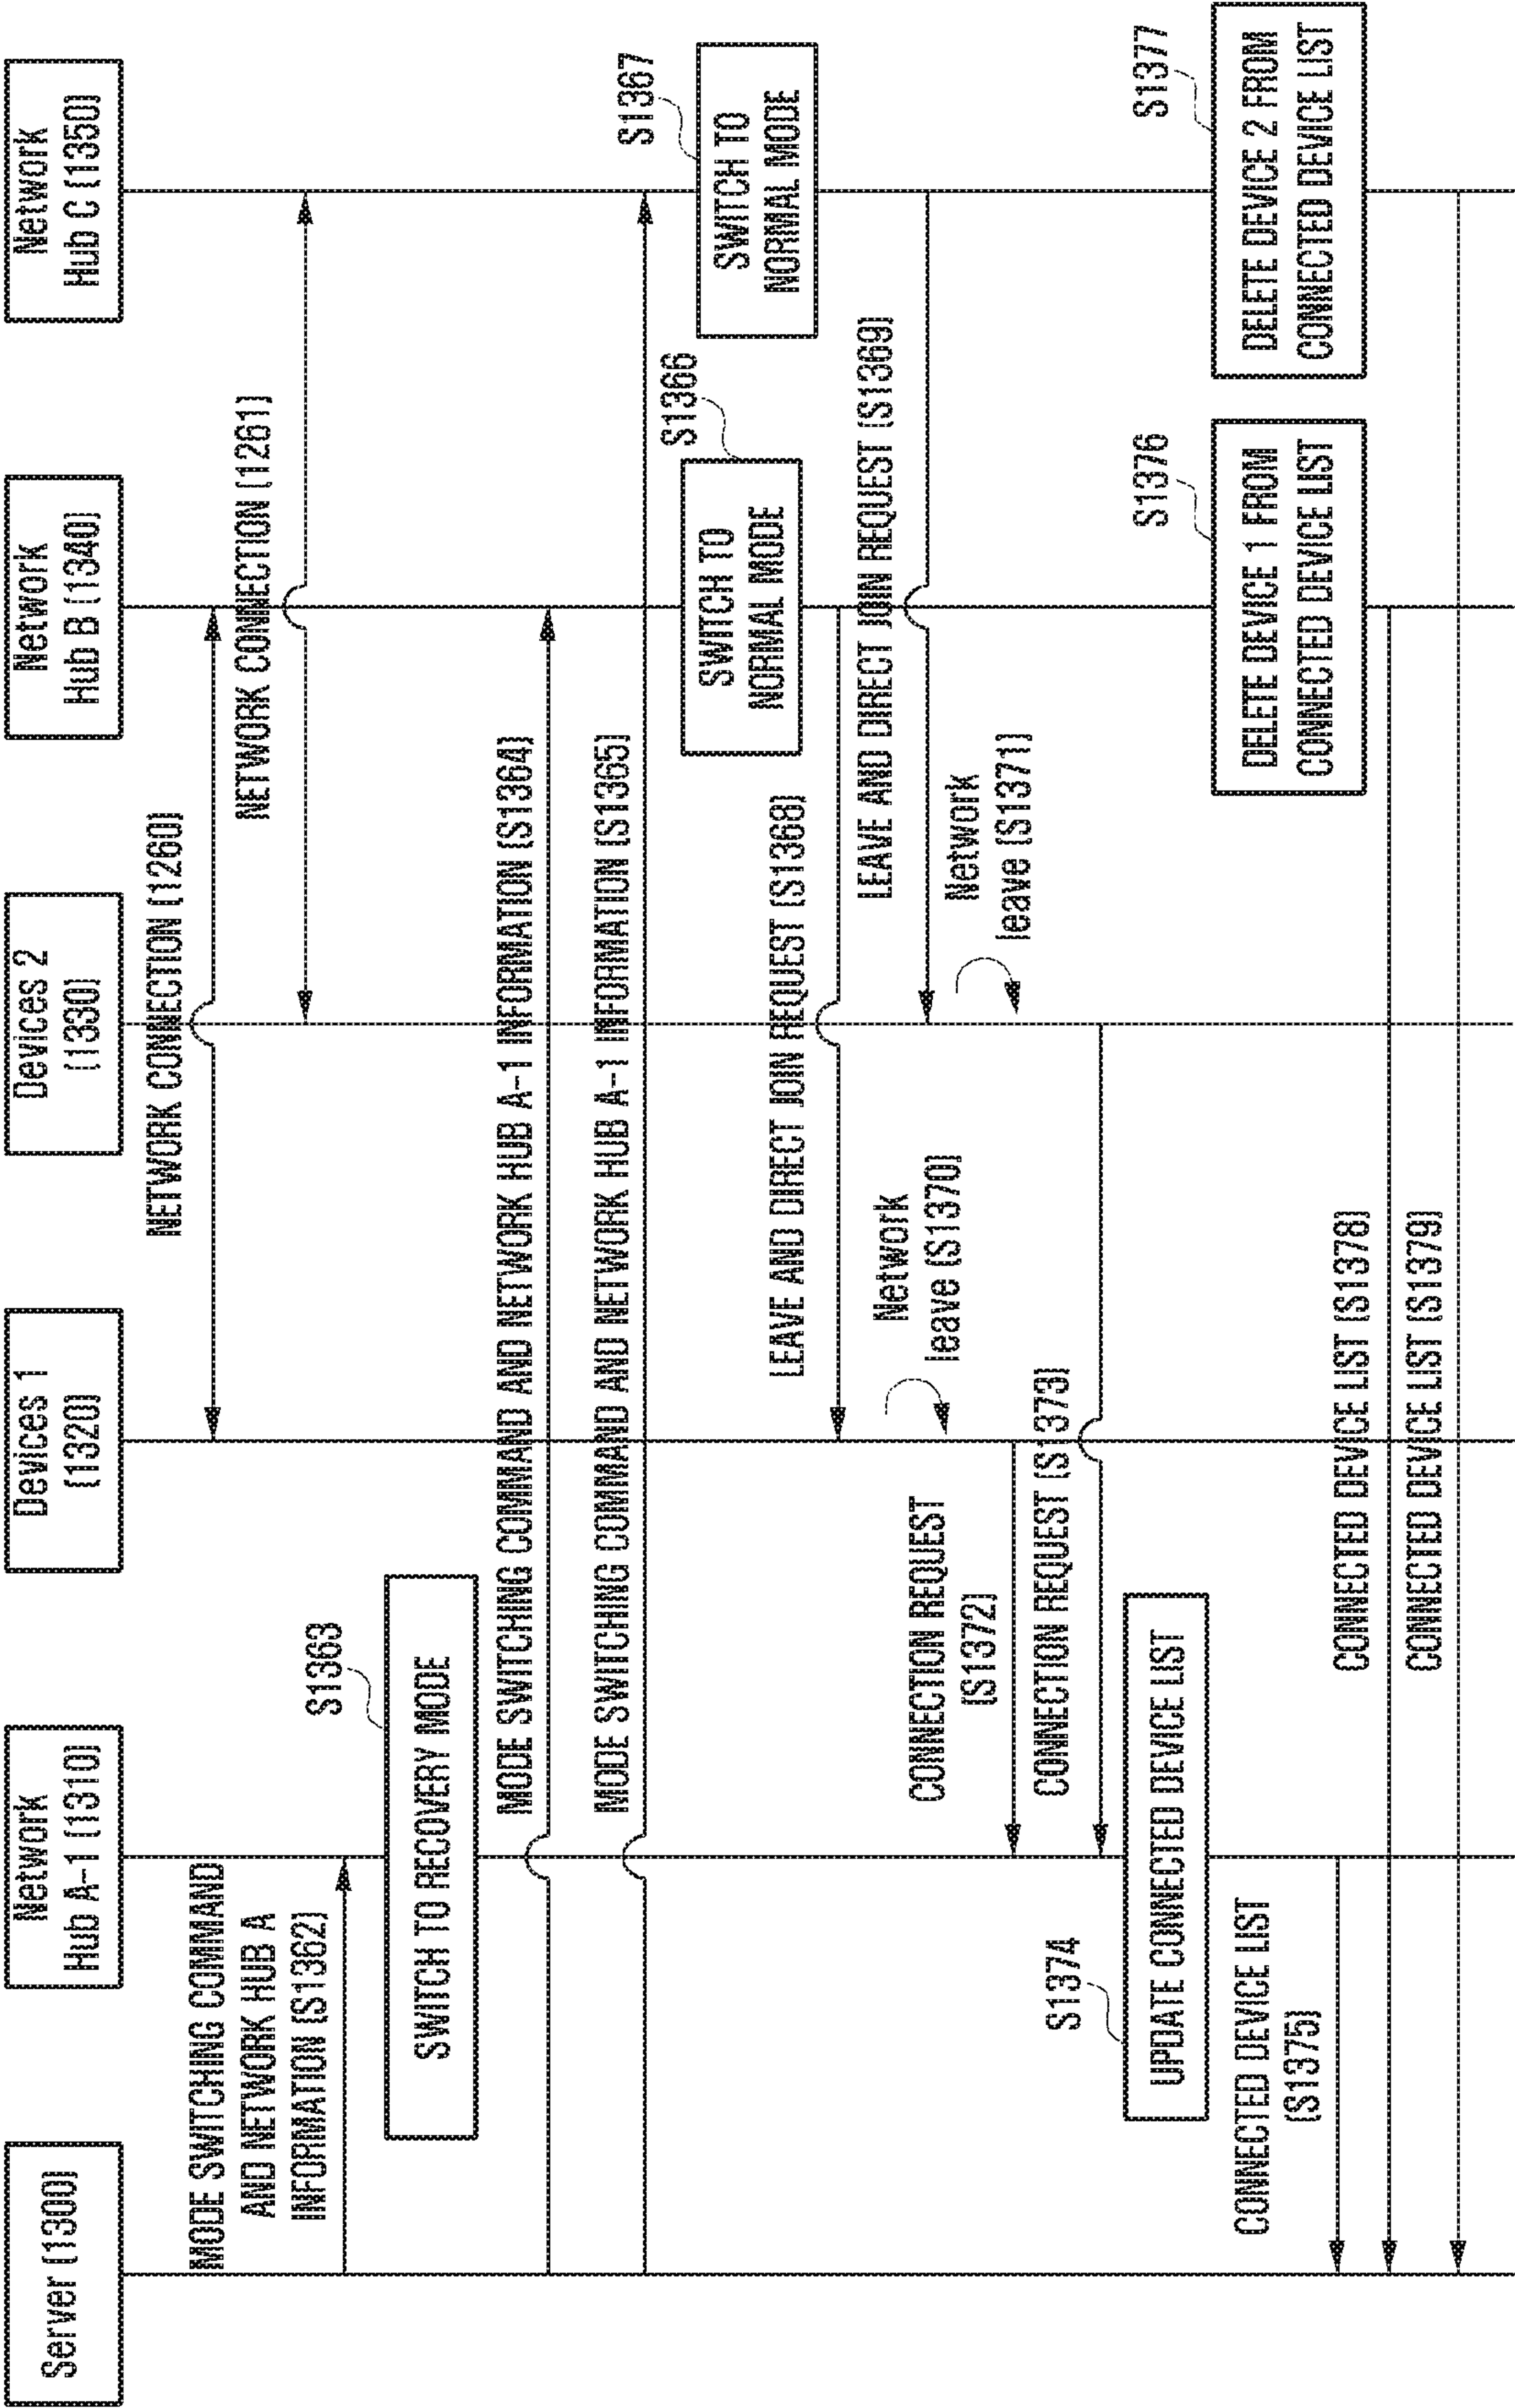 Server (1300)
Network
Hub A-1 (1310)
Devices 1
(1320)
Devices 2
(1330)
Network
Hub B (1340)
Network
Hub C (1350)
NETWORK CONNECTION (1260)
NETWORK CONNECTION (1261)
MODE SWITCHING COMMAND
AND NETWORK HUB A
INFORMATION (S1362)
S1363
SWITCH TO RECOVERY MODE
MODE SWITCHING COMMAND AND NETWORK HUB A-1 INFORMATION (S1364)
MODE SWITCHING COMMAND AND NETWORK HUB A-1 INFORMATION (S1365)
S1366
SWITCH TO
NORMAL MODE
S1367
SWITCH TO
NORMAL MODE
LEAVE AND DIRECT JOIN REQUEST (S1368)
LEAVE AND DIRECT JOIN REQUEST (S1369)
Network
leave (S1370)
Network
leave (S1371)
CONNECTION REQUEST
(S1372)
CONNECTION REQUEST (S1373)
S1374
UPDATE CONNECTED DEVICE LIST
CONNECTED DEVICE LIST
(S1375)
S1376
DELETE DEVICE 1 FROM
CONNECTED DEVICE LIST
S1377
DELETE DEVICE 2 FROM
CONNECTED DEVICE LIST
CONNECTED DEVICE LIST (S1378)
CONNECTED DEVICE LIST (S1379)